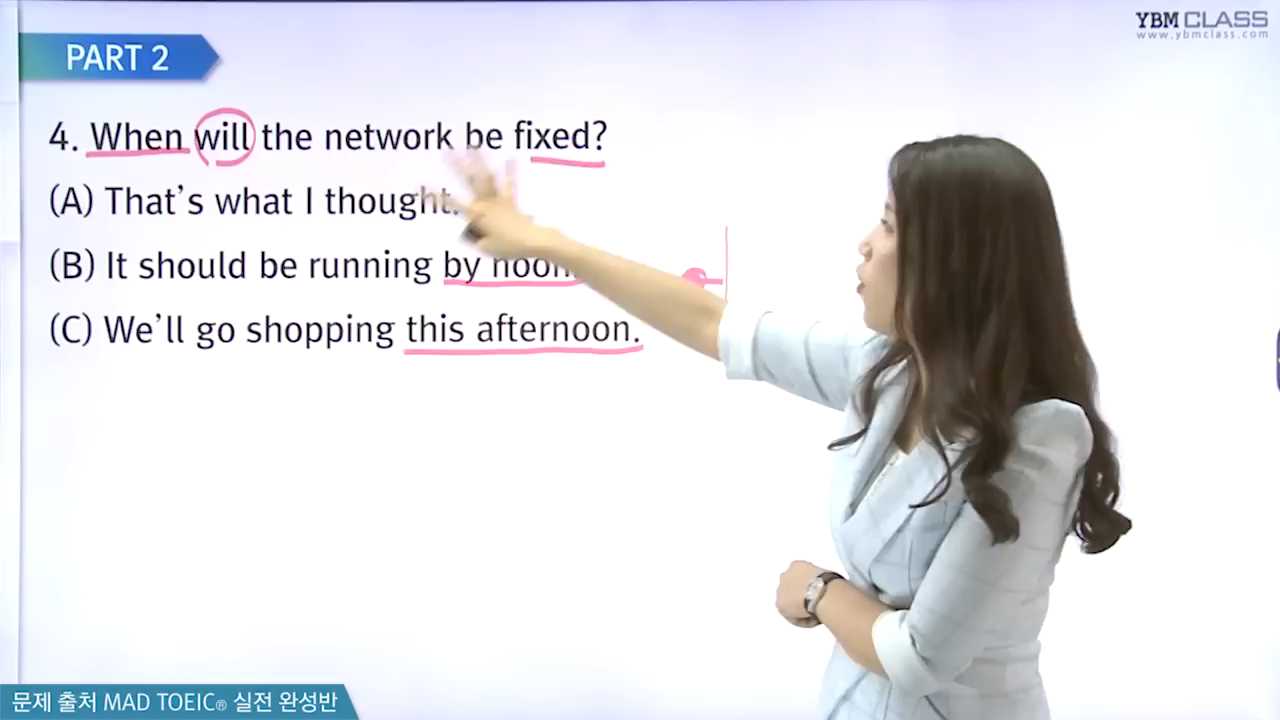 YBM CLASS
www.ybmclass.com
PART 2
4. When will the network be fixed?
(A) That's what I thought.
(B) It should be running by noon.
(C) We'll go shopping this afternoon.
문제 출처 MAD TOEIC® 실전 완성반